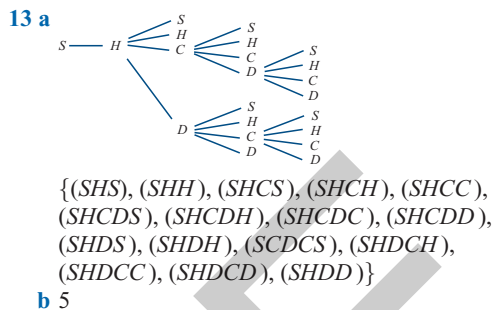 13 a
S
S H H
C S
H
C S
D H
C
D
S
D H S
C H
D C
D
{(SHS), (SHH), (SHCS), (SHCH), (SHCC),
(SHCDS), (SHCDH), (SHCDC), (SHCDD),
(SHDS), (SHDH), (SCDCS), (SHDCH),
(SHDCC), (SHDCD), (SHDD)}
b 5